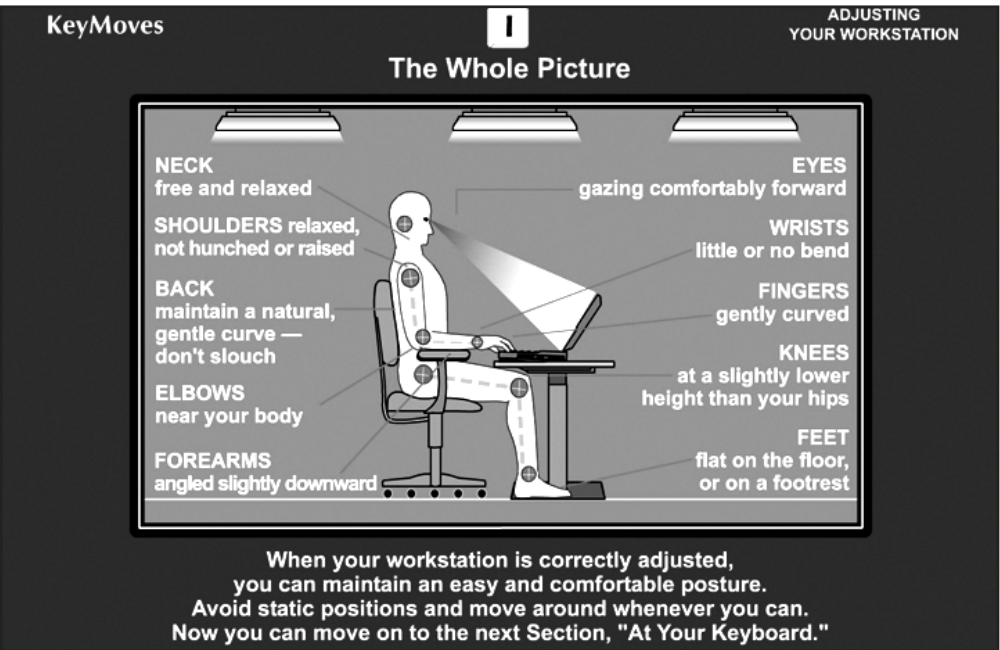 KeyMoves
I
ADJUSTING
YOUR WORKSTATION
The Whole Picture
NECK
free and relaxed
SHOULDERS relaxed,
not hunched or raised
BACK
maintain a natural,
gentle curve —
don't slouch
ELBOWS
near your body
FOREARMS
angled slightly downward
EYES
gazing comfortably forward
WRISTS
little or no bend
FINGERS
gently curved
KNEES
at a slightly lower
height than your hips
FEET
flat on the floor,
or on a footrest
When your workstation is correctly adjusted,
you can maintain an easy and comfortable posture.
Avoid static positions and move around whenever you can.
Now you can move on to the next Section, "At Your Keyboard."